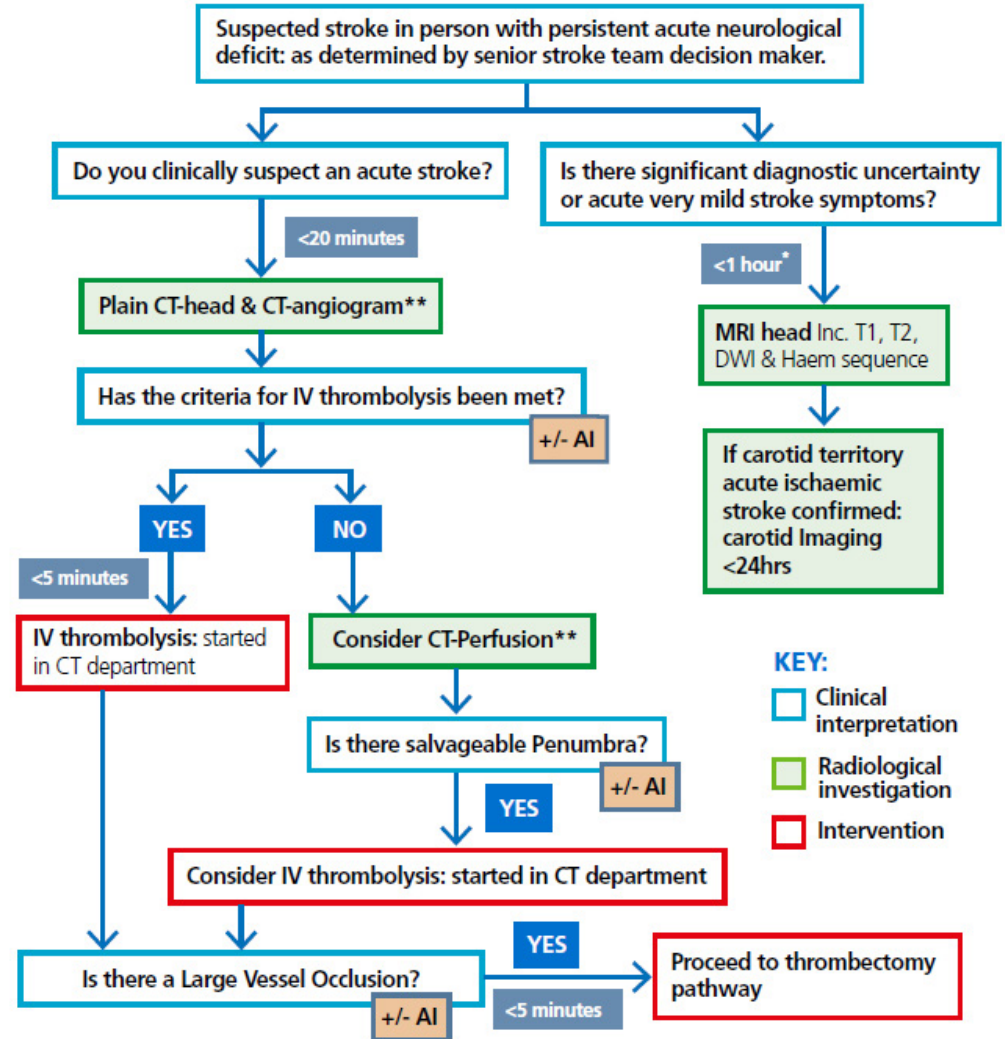 Suspected stroke in person with persistent acute neurological
deficit: as determined by senior stroke team decision maker.
Do you clinically suspect an acute stroke?
Is there significant diagnostic uncertainty
or acute very mild stroke symptoms?
<20 minutes
<1 hour*
Plain CT-head & CT-angiogram**
MRI head Inc. T1, T2,
DWI & Haem sequence
Has the criteria for IV thrombolysis been met?
+/- AI
If carotid territory
acute ischaemic
stroke confirmed:
carotid Imaging
<24hrs
YES
NO
<5 minutes
IV thrombolysis: started
in CT department
Consider CT-Perfusion**
Is there salvageable Penumbra?
+/- AI
YES
KEY:
Clinical
interpretation
Radiological
investigation
Intervention
Consider IV thrombolysis: started in CT department
Is there a Large Vessel Occlusion?
+/- AI
YES
<5 minutes
Proceed to thrombectomy
pathway